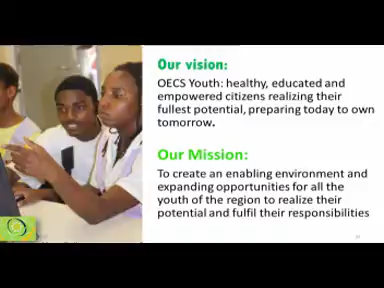 Our vision:
OECS Youth: healthy, educated and
empowered citizens realizing their
fullest potential, preparing today to own
tomorrow.
Our Mission:
To create an enabling environment and
expanding opportunities for all the
youth of the region to realize their
potential and fulfil their responsibilities